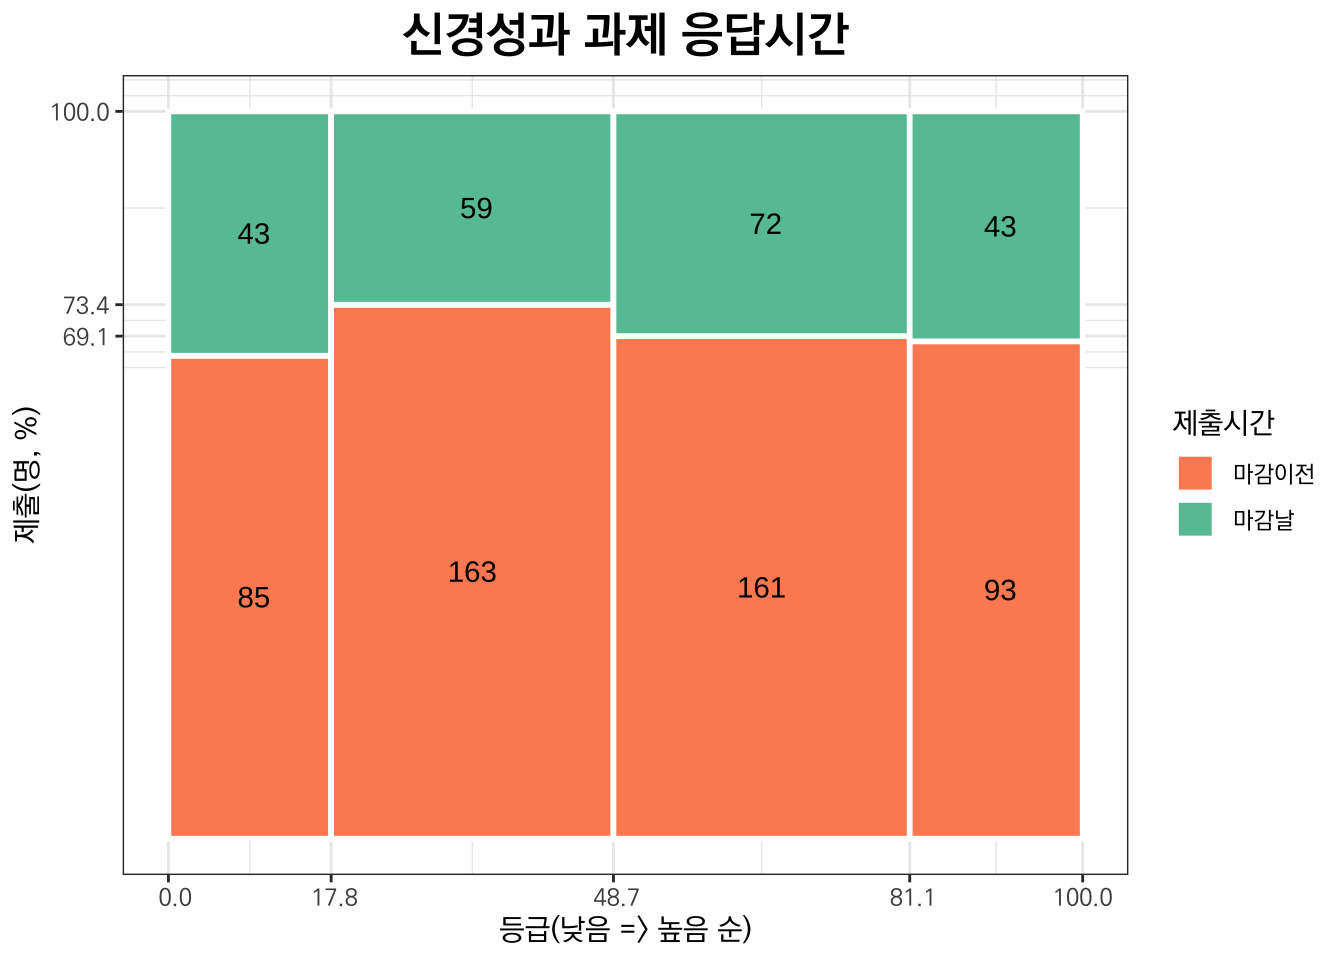 신경성과 과제 응답시간
100.0
73.4
69.1
제출(명, %)
43
59
72
43
85
163
161
93
0.0
17.8
48.7
81.1
100.0
등급(낮음 => 높음 순)
제출시간
마감이전
마감날